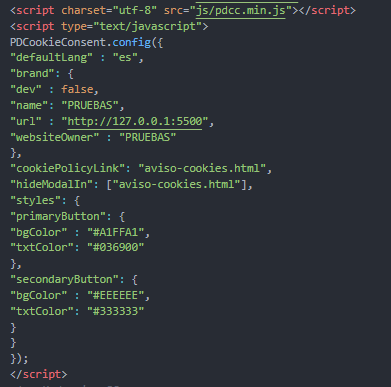 <script charset="utf-8" src="js/pdcc.min.js"></script>
<script type="text/javascript">
PDCookieConsent.config({
"defaultLang" : "es",
"brand": {
"dev" : false,
"name": "PRUEBAS",
"url" : "http://127.0.0.1:5500",
"websiteOwner" : "PRUEBAS"
},
"cookiePolicyLink": "aviso-cookies.html",
"hideModalIn": ["aviso-cookies.html"],
"styles": {
"primaryButton": {
"bgColor" : "#A1FFA1",
"txtColor": "#036900"
},
"secondaryButton": {
"bgColor" : "#EEEEEE",
"txtColor": "#333333"
}
}
});
</script>